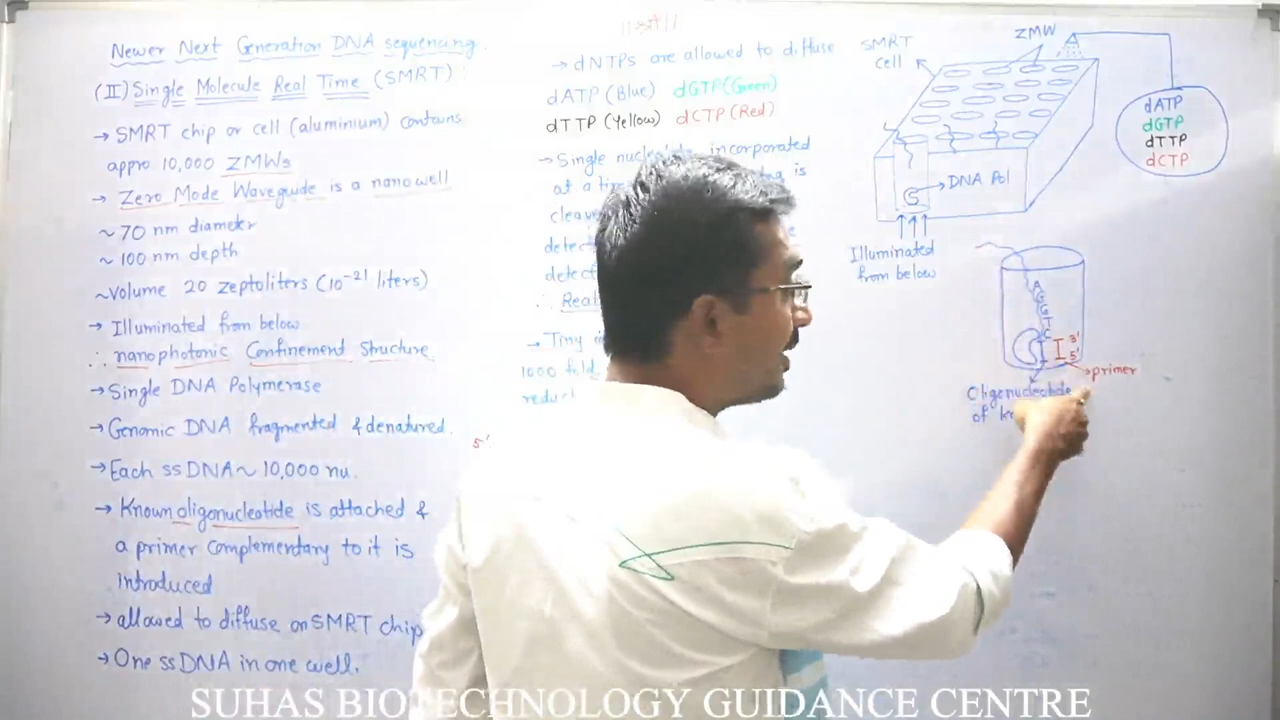 Newer Next Generation DNA sequencing.
(II) Single Molecule Real Time (SMRT)
→ SMRT chip or cell (aluminium) contains
appro 10,000 ZMWs
→ Zero Mode Waveguide is a nanowell
~ 70 nm diameter
~ 100 nm depth
~ Volume 20 zeptoliters (10⁻²¹ liters)
→ Illuminated from below
∴ nanophotonic Confinement Structure
→ Single DNA Polymerase
→ Genomic DNA fragmented & denatured.
→ Each ssDNA ~ 10,000 nu.
→ Known oligonucleotide is attached &
a primer complementary to it is
introduced
→ allowed to diffuse on SMRT chip
→ One ssDNA in one well.
5'
→ dNTPs are allowed to diffuse
dATP (Blue) dGTP (Green)
dTTP (Yellow) dCTP (Red)
→ Single incorporated
at a is
∴ Real
→ Tiny
1000 fold
SMRT
cell
ZMW
dATP
dGTP
dTTP
dCTP
DNA Pol
Illuminated
from below
A
G
G
T
C
3'
5'
primer
Oligonucleotide
of
SUHAS BIOTECHNOLOGY GUIDANCE CENTRE